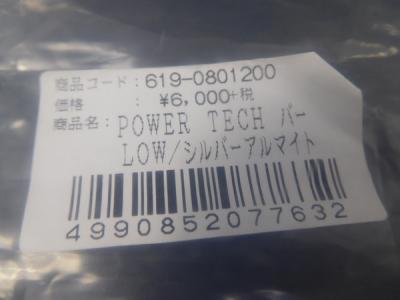 商品コード：619-0801200
価格　　：¥6,000+税
商品名：POWER TECH バー
LOW/シルバーアルマイト
4990852077632